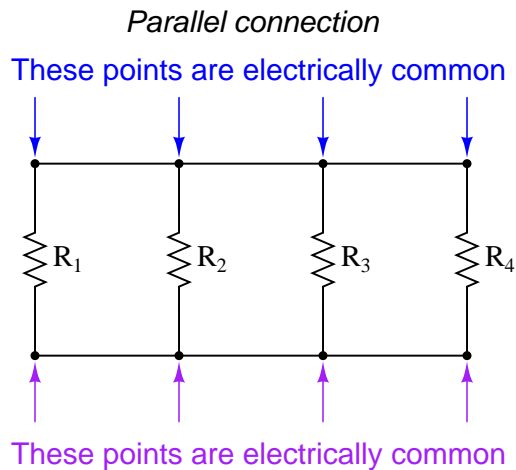 Parallel connection
These points are electrically common
R1 R2 R3 R4
These points are electrically common